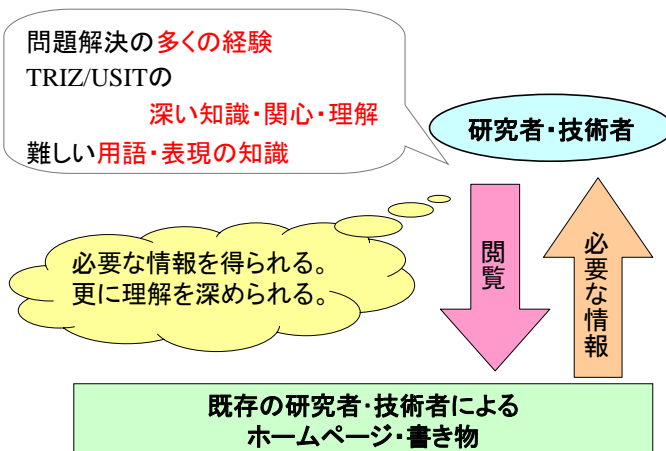 問題解決の多くの経験
TRIZ/USITの
深い知識・関心・理解
難しい用語・表現の知識
研究者・技術者
必要な情報を得られる。
更に理解を深められる。
閲覧
必要な情報
既存の研究者・技術者による
ホームページ・書き物